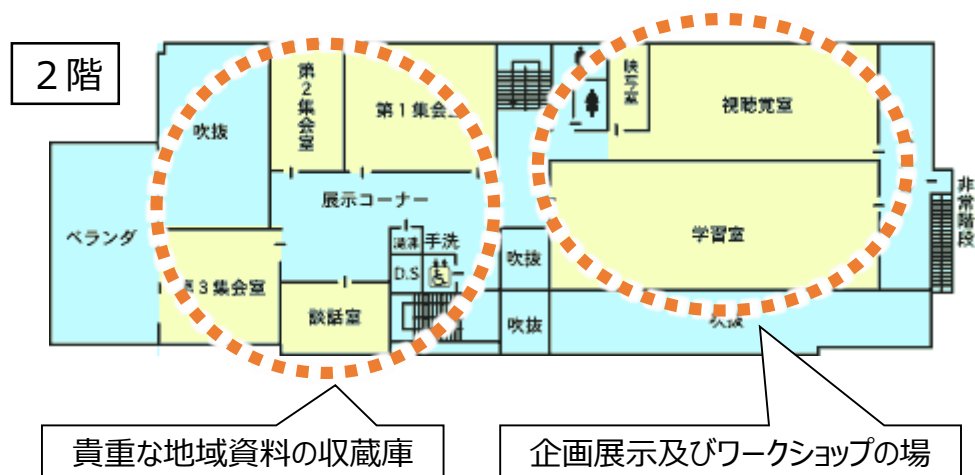 2階
吹抜
第2集会室
第1集会室
映写室
視聴覚室
展示コーナー
ベランダ
第3集会室
談話室
湯沸
手洗
D.S
吹抜
吹抜
学習室
吹抜
非常階段
貴重な地域資料の収蔵庫
企画展示及びワークショップの場